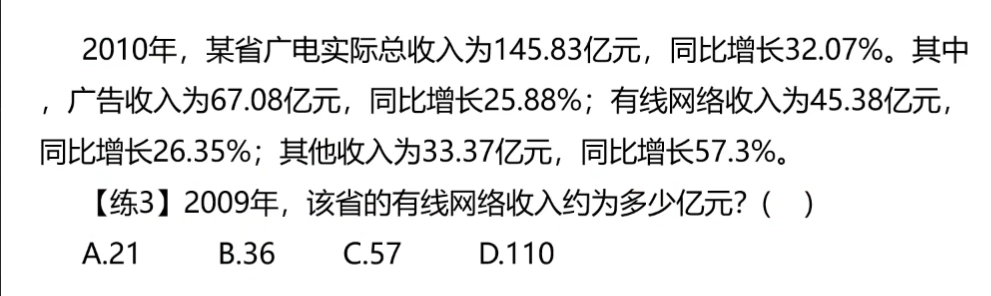 2010年，某省广电实际总收入为145.83亿元，同比增长32.07%。其中
，广告收入为67.08亿元，同比增长25.88%；有线网络收入为45.38亿元，
同比增长26.35%；其他收入为33.37亿元，同比增长57.3%。
【练3】2009年，该省的有线网络收入约为多少亿元？（ ）
A.21 B.36 C.57 D.110